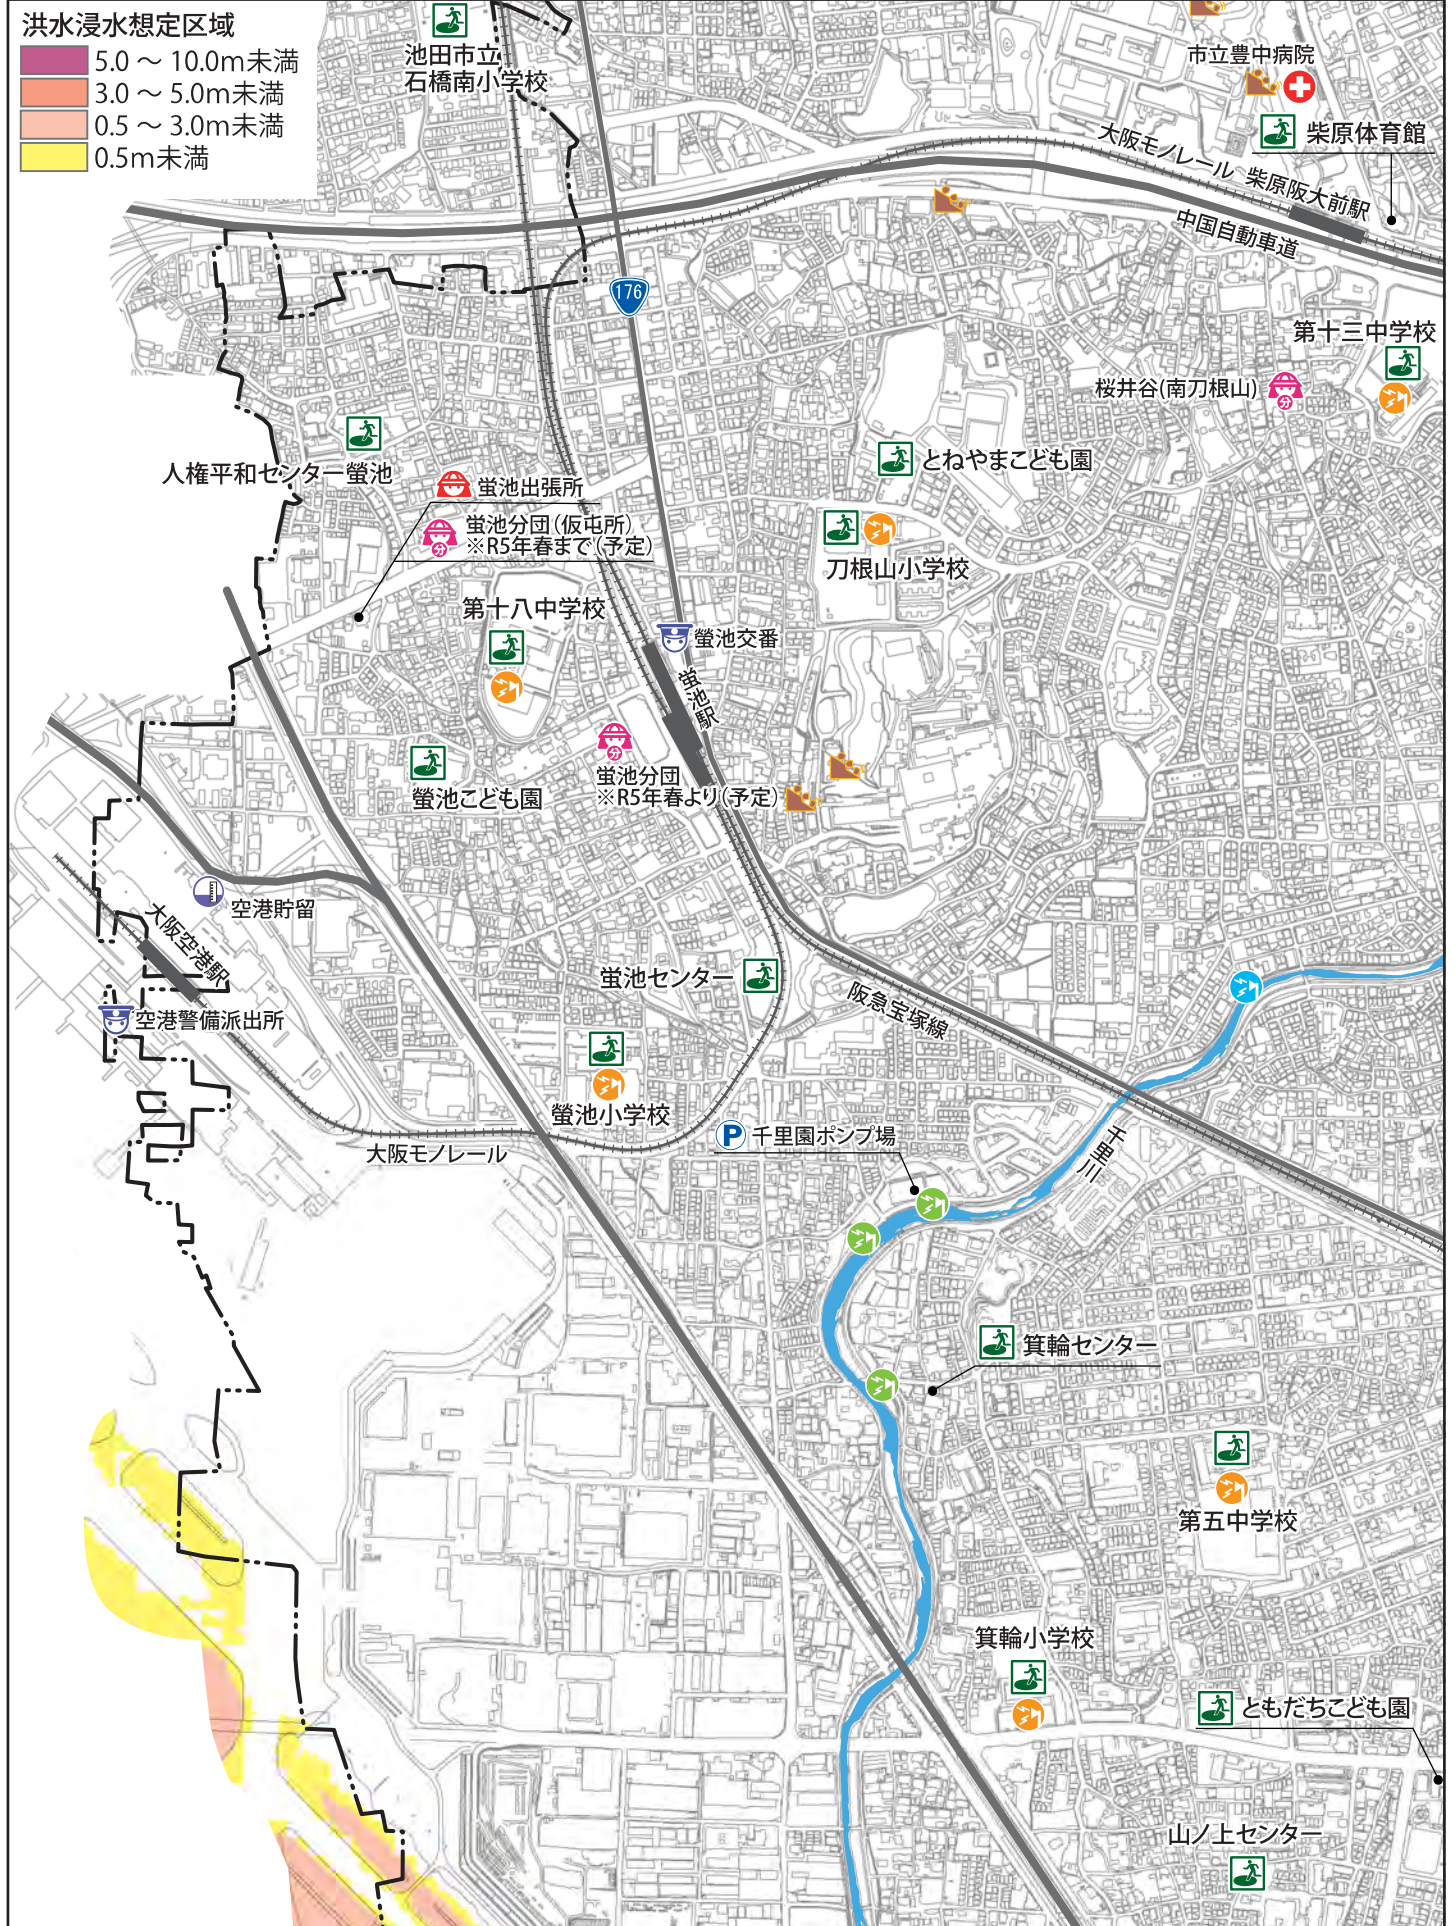 洪水浸水想定区域
5.0 ～ 10.0m未満
3.0 ～ 5.0m未満
0.5 ～ 3.0m未満
0.5m未満
池田市立
石橋南小学校
市立豊中病院
柴原体育館
大阪モノレール 柴原阪大前駅
中国自動車道
176
第十三中学校
桜井谷(南刀根山)
分
人権平和センター螢池
とねやまこども園
蛍池出張所
蛍池分団(仮屯所)
※R5年春まで(予定)
分
刀根山小学校
第十八中学校
螢池交番
蛍池駅
分
蛍池分団
※R5年春より(予定)
螢池こども園
空港貯留
大阪空港駅
空港警備派出所
蛍池センター
阪急宝塚線
螢池小学校
大阪モノレール
P 千里園ポンプ場
千里川
箕輪センター
第五中学校
箕輪小学校
ともだちこども園
山ノ上センター